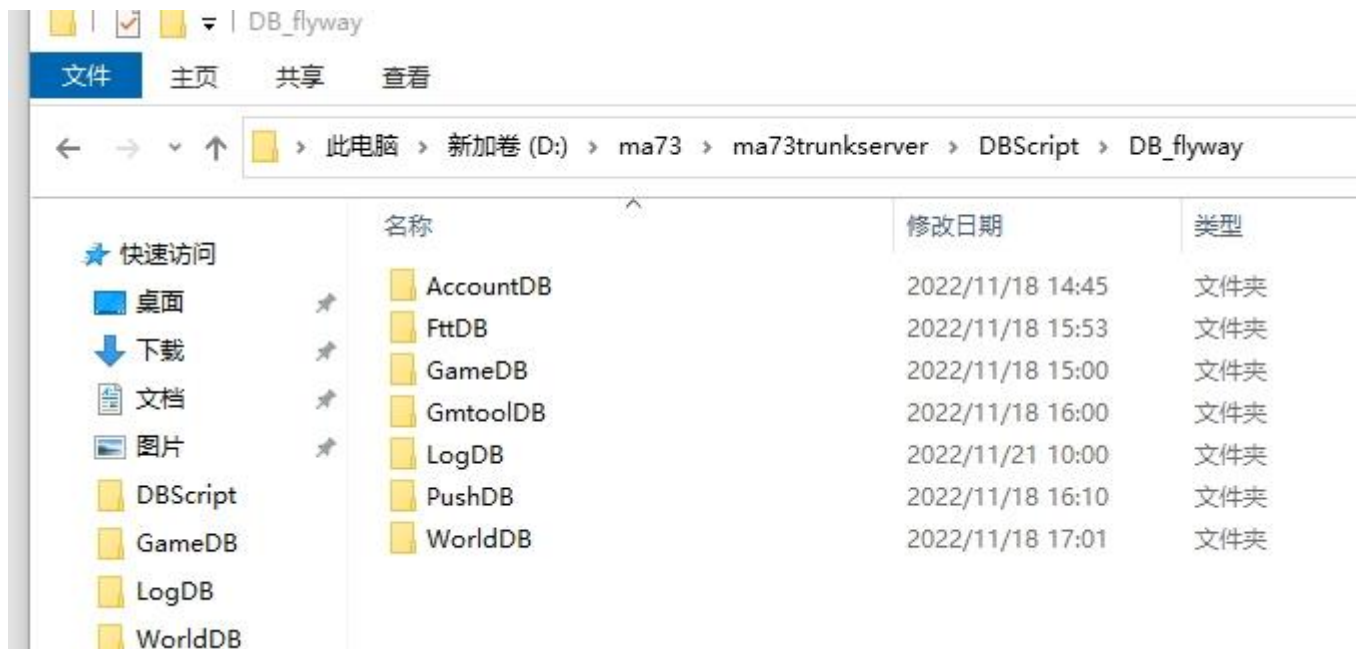 DB_flyway
文件 主页 共享 查看
此电脑 新加卷 (D:) ma73 ma73trunkserver DBScript DB_flyway
名称 修改日期 类型
快速访问
桌面
下载
文档
图片
DBScript
GameDB
LogDB
WorldDB
AccountDB 2022/11/18 14:45 文件夹
FttDB 2022/11/18 15:53 文件夹
GameDB 2022/11/18 15:00 文件夹
GmtoolDB 2022/11/18 16:00 文件夹
LogDB 2022/11/21 10:00 文件夹
PushDB 2022/11/18 16:10 文件夹
WorldDB 2022/11/18 17:01 文件夹